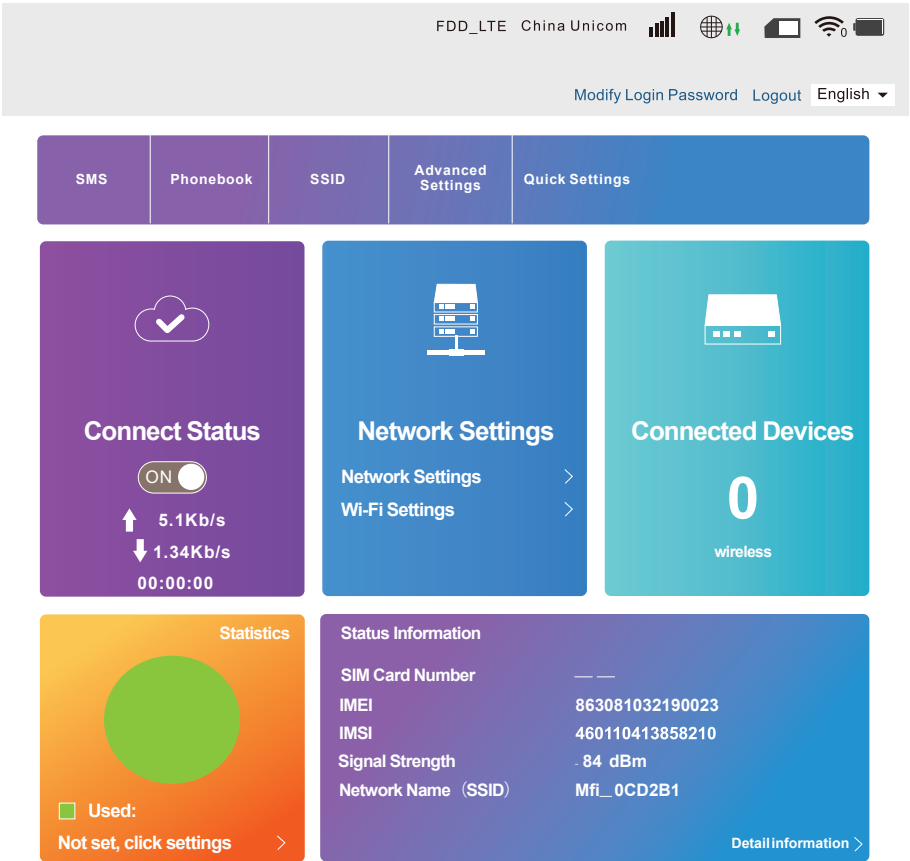 FDD_LTE China Unicom
0
Modify Login Password Logout English
SMS Phonebook SSID Advanced Settings Quick Settings
Connect Status
ON
5.1Kb/s
1.34Kb/s
00:00:00
Network Settings
Network Settings
Wi-Fi Settings
Connected Devices
0
wireless
Statistics
Used:
Not set, click settings
Status Information
SIM Card Number — —
IMEI 863081032190023
IMSI 460110413858210
Signal Strength - 84 dBm
Network Name（SSID） Mfi_0CD2B1
Detail information